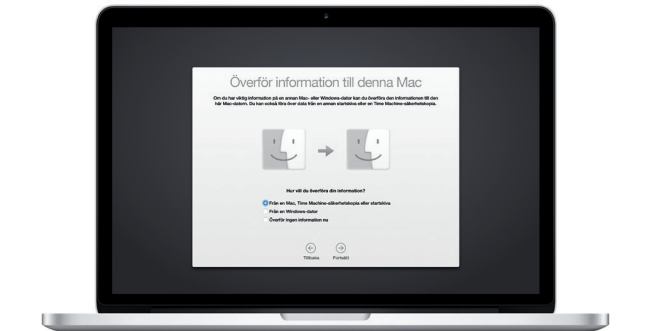 Överför information till denna Mac
Om du har viktig information på en annan Mac- eller Windows-dator kan du överföra den informationen till den
här Mac-datorn. Du kan också föra över data från en annan startskiva eller en Time Machine-säkerhetskopia.
Hur vill du överföra din information?
Från en Mac, Time Machine-säkerhetskopia eller startskiva
Från en Windows-dator
Överför ingen information nu
Tillbaka Fortsätt